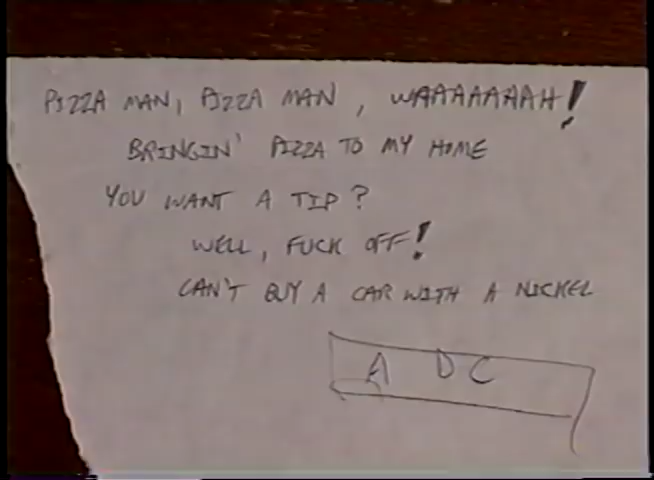 PIZZA MAN, PIZZA MAN, WAAAAAAAH!
BRINGIN' PIZZA TO MY HOME
YOU WANT A TIP?
WELL, FUCK OFF!
CAN'T BUY A CAR WITH A NICKEL
A DC